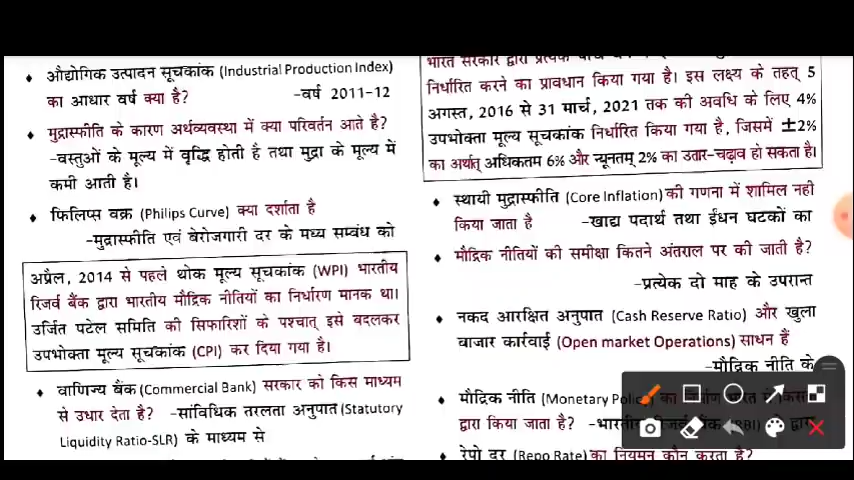 औद्योगिक उत्पादन सूचकांक (Industrial Production Index)
का आधार वर्ष क्या है? -वर्ष 2011-12
मुद्रास्फीति के कारण अर्थव्यवस्था में क्या परिवर्तन आते है?
-वस्तुओं के मूल्य में वृद्धि होती है तथा मुद्रा के मूल्य में
कमी आती है।
फिलिप्स वक्र (Philips Curve) क्या दर्शाता है
-मुद्रास्फीति एवं बेरोजगारी दर के मध्य सम्बंध को
अप्रैल, 2014 से पहले थोक मूल्य सूचकांक (WPI) भारतीय
रिजर्व बैंक द्वारा भारतीय मौद्रिक नीतियों का निर्धारण मानक था।
उर्जित पटेल समिति की सिफारिशों के पश्चात् इसे बदलकर
उपभोक्ता मूल्य सूचकांक (CPI) कर दिया गया है।
वाणिज्य बैंक (Commercial Bank) सरकार को किस माध्यम
से उधार देता है? -सांविधिक तरलता अनुपात (Statutory
Liquidity Ratio-SLR) के माध्यम से
भारत सरकार द्वारा प्रत्येक
निर्धारित करने का प्रावधान किया गया है। इस लक्ष्य के तहत् 5
अगस्त, 2016 से 31 मार्च, 2021 तक की अवधि के लिए 4%
उपभोक्ता मूल्य सूचकांक निर्धारित किया गया है, जिसमें ±2%
का अर्थात् अधिकतम 6% और न्यूनतम् 2% का उतार-चढ़ाव हो सकता है।
स्थायी मुद्रास्फीति (Core Inflation) की गणना में शामिल नही
किया जाता है -खाद्य पदार्थ तथा ईंधन घटकों का
मौद्रिक नीतियों की समीक्षा कितने अंतराल पर की जाती है?
-प्रत्येक दो माह के उपरान्त
नकद आरक्षित अनुपात (Cash Reserve Ratio) और खुला
बाजार कार्रवाई (Open market Operations) साधन हैं
-मौद्रिक नीति के
मौद्रिक नीति (Monetary
द्वारा किया जाता है?
रेपो दर (Repo Rate) का नियमन कौन करता है?